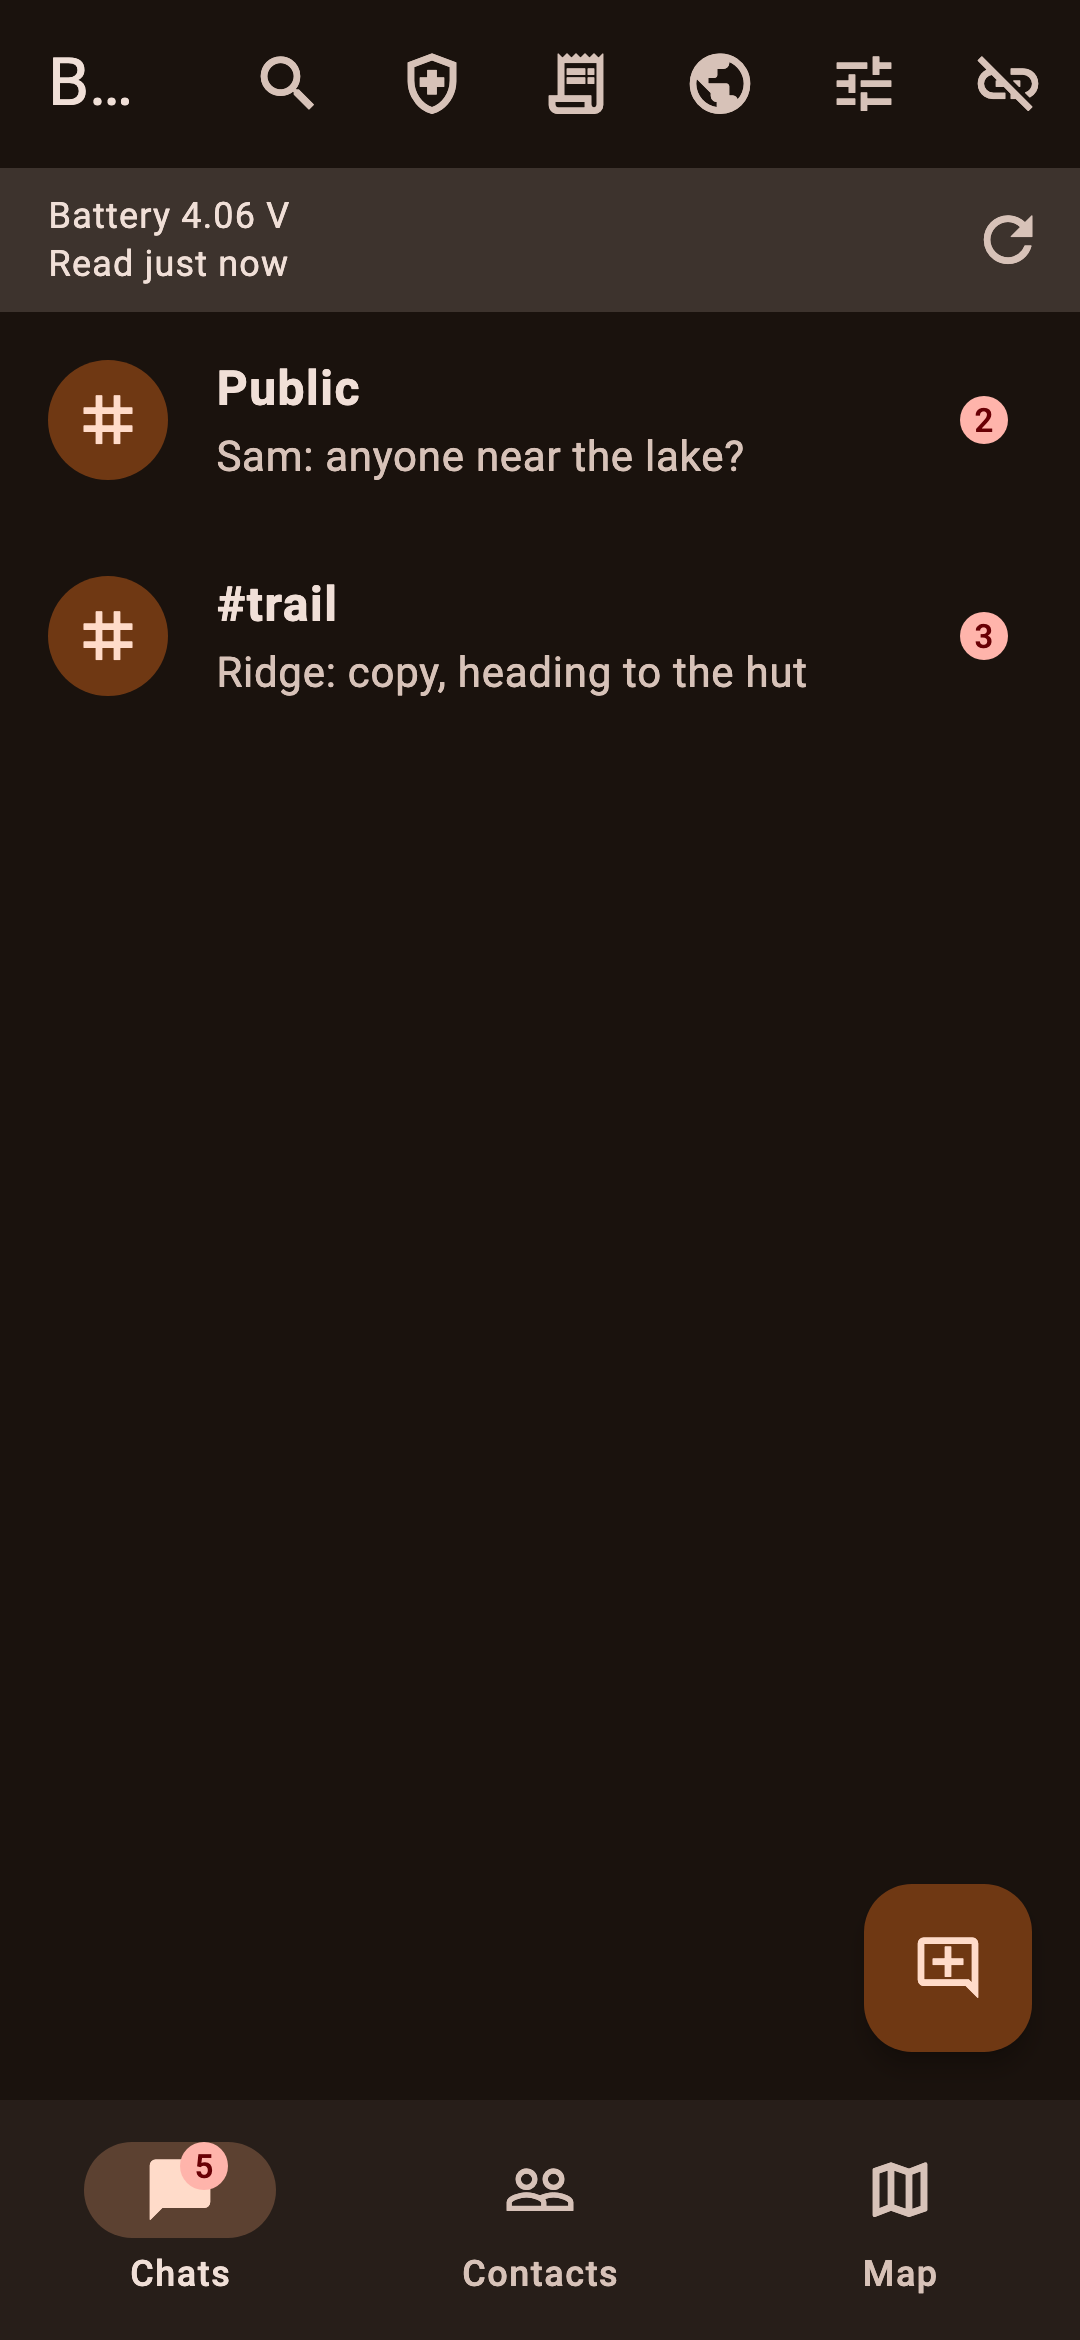 B...
Battery 4.06 V
Read just now
Public
Sam: anyone near the lake?
2
#trail
Ridge: copy, heading to the hut
3
5
Chats
Contacts
Map